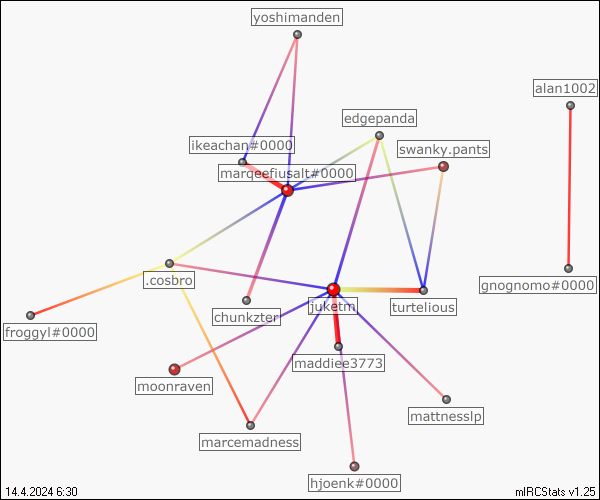 yoshimanden
alan1002
edgepanda
ikeachan#0000
swanky.pants
marqeefiusalt#0000
.cosbro
gnognomo#0000
chunkzter
juketm
turtelious
froggyl#0000
maddiee3773
moonraven
mattnesslp
marcemadness
hjoenk#0000
14.4.2024 6:30
mIRCStats v1.25